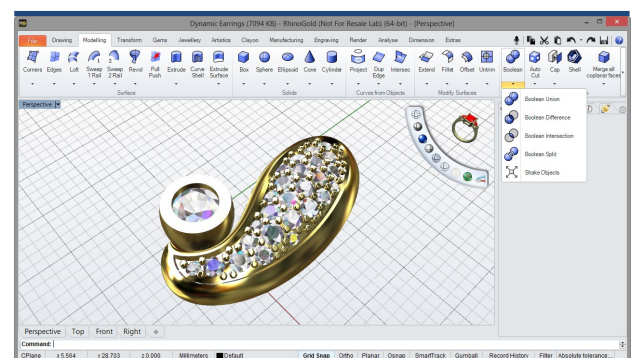 RG Dynamic Earrings (7094 KB) - RhinoGold (Not For Resale Lab) (64-bit) - [Perspective]
File Drawing Modelling Transform Gems Jewellery Artistics Clayoo Manufacturing Engraving Render Analyse Dimension Extras
Corners Edges Loft Sweep 1 Rail Sweep 2 Rail Revol Pull Push Extrude Curve Shell Extrude Surface Box Sphere Ellipsoid Cone Cylinder Project Dup Edge Intersec Extend Fillet Offset Untrim Boolean Auto Cut Cap Shell Merge all coplanar faces
Surface Solids Curves from Objects Modify Surfaces
Perspective
Boolean Union
Boolean Difference
Boolean Intersection
Boolean Split
Shake Objects
Perspective Top Front Right
Command:
CPlane x 5.564 y 28.703 z 0.000 Millimeters Default Grid Snap Ortho Planar Osnap SmartTrack Gumball Record History Filter Absolute tolerance:...